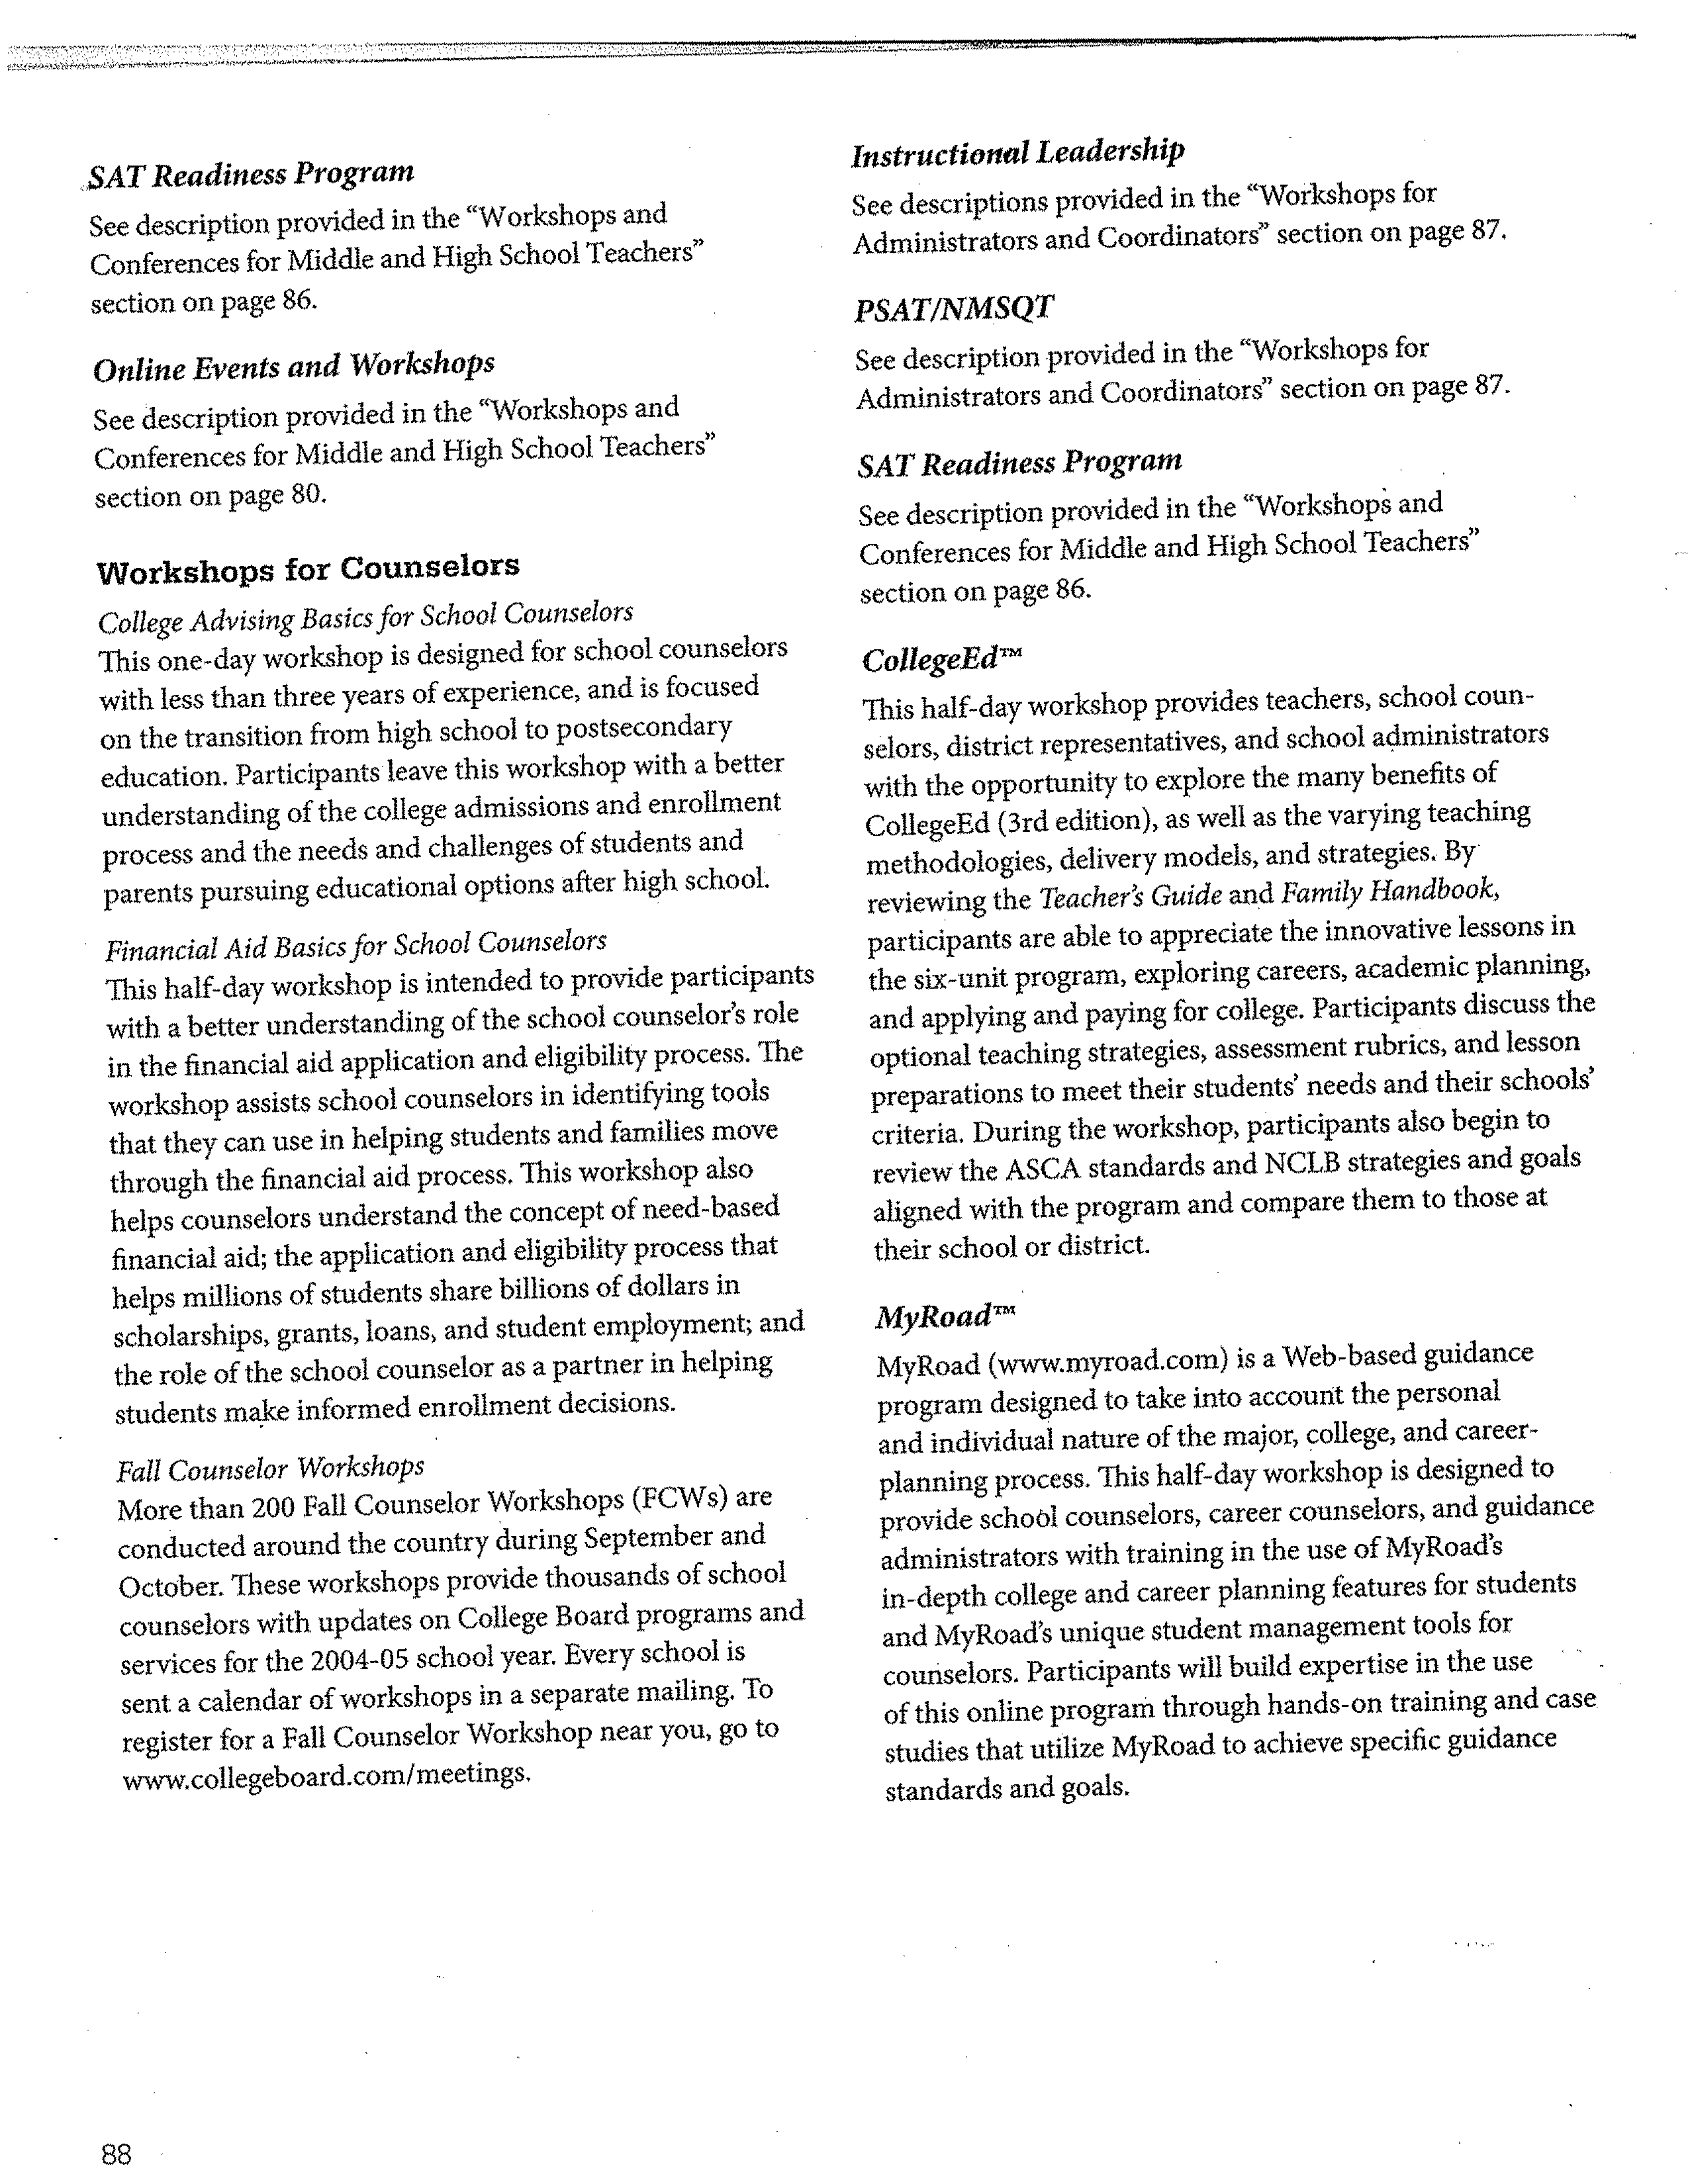 SAT Readiness Program
See description provided in the “Workshops and
Conferences for Middle and High School Teachers”
section on page 86.
Online Events and Workshops
See description provided in the “Workshops and
Conferences for Middle and High School Teachers”
section on page 80.
Workshops for Counselors
College Advising Basics for School Counselors
This one-day workshop is designed for school counselors
with less than three years of experience, and is focused
on the transition from high school to postsecondary
education. Participants leave this workshop with a better
understanding of the college admissions and enrollment
process and the needs and challenges of students and
parents pursuing educational options after high school.
Financial Aid Basics for School Counselors
This half-day workshop is intended to provide participants
with a better understanding of the school counselor’s role
in the financial aid application and eligibility process. The
workshop assists school counselors in identifying tools
that they can use in helping students and families move
through the financial aid process. This workshop also
helps counselors understand the concept of need-based
financial aid; the application and eligibility process that
helps millions of students share billions of dollars in
scholarships, grants, loans, and student employment; and
the role of the school counselor as a partner in helping
students make informed enrollment decisions.
Fall Counselor Workshops
More than 200 Fall Counselor Workshops (FCWs) are
conducted around the country during September and
October. These workshops provide thousands of school
counselors with updates on College Board programs and
services for the 2004-05 school year. Every school is
sent a calendar of workshops in a separate mailing. To
register for a Fall Counselor Workshop near you, go to
www.collegeboard.com/meetings.
Instructional Leadership
See descriptions provided in the “Workshops for
Administrators and Coordinators” section on page 87.
PSAT/NMSQT
See description provided in the “Workshops for
Administrators and Coordinators” section on page 87.
SAT Readiness Program
See description provided in the “Workshops and
Conferences for Middle and High School Teachers”
section on page 86.
CollegeEd™
This half-day workshop provides teachers, school coun-
selors, district representatives, and school administrators
with the opportunity to explore the many benefits of
CollegeEd (3rd edition), as well as the varying teaching
methodologies, delivery models, and strategies. By
reviewing the Teacher’s Guide and Family Handbook,
participants are able to appreciate the innovative lessons in
the six-unit program, exploring careers, academic planning,
and applying and paying for college. Participants discuss the
optional teaching strategies, assessment rubrics, and lesson
preparations to meet their students’ needs and their schools’
criteria. During the workshop, participants also begin to
review the ASCA standards and NCLB strategies and goals
aligned with the program and compare them to those at
their school or district.
MyRoad™
MyRoad (www.myroad.com) is a Web-based guidance
program designed to take into account the personal
and individual nature of the major, college, and career-
planning process. This half-day workshop is designed to
provide school counselors, career counselors, and guidance
administrators with training in the use of MyRoad’s
in-depth college and career planning features for students
and MyRoad’s unique student management tools for
counselors. Participants will build expertise in the use
of this online program through hands-on training and case
studies that utilize MyRoad to achieve specific guidance
standards and goals.
88